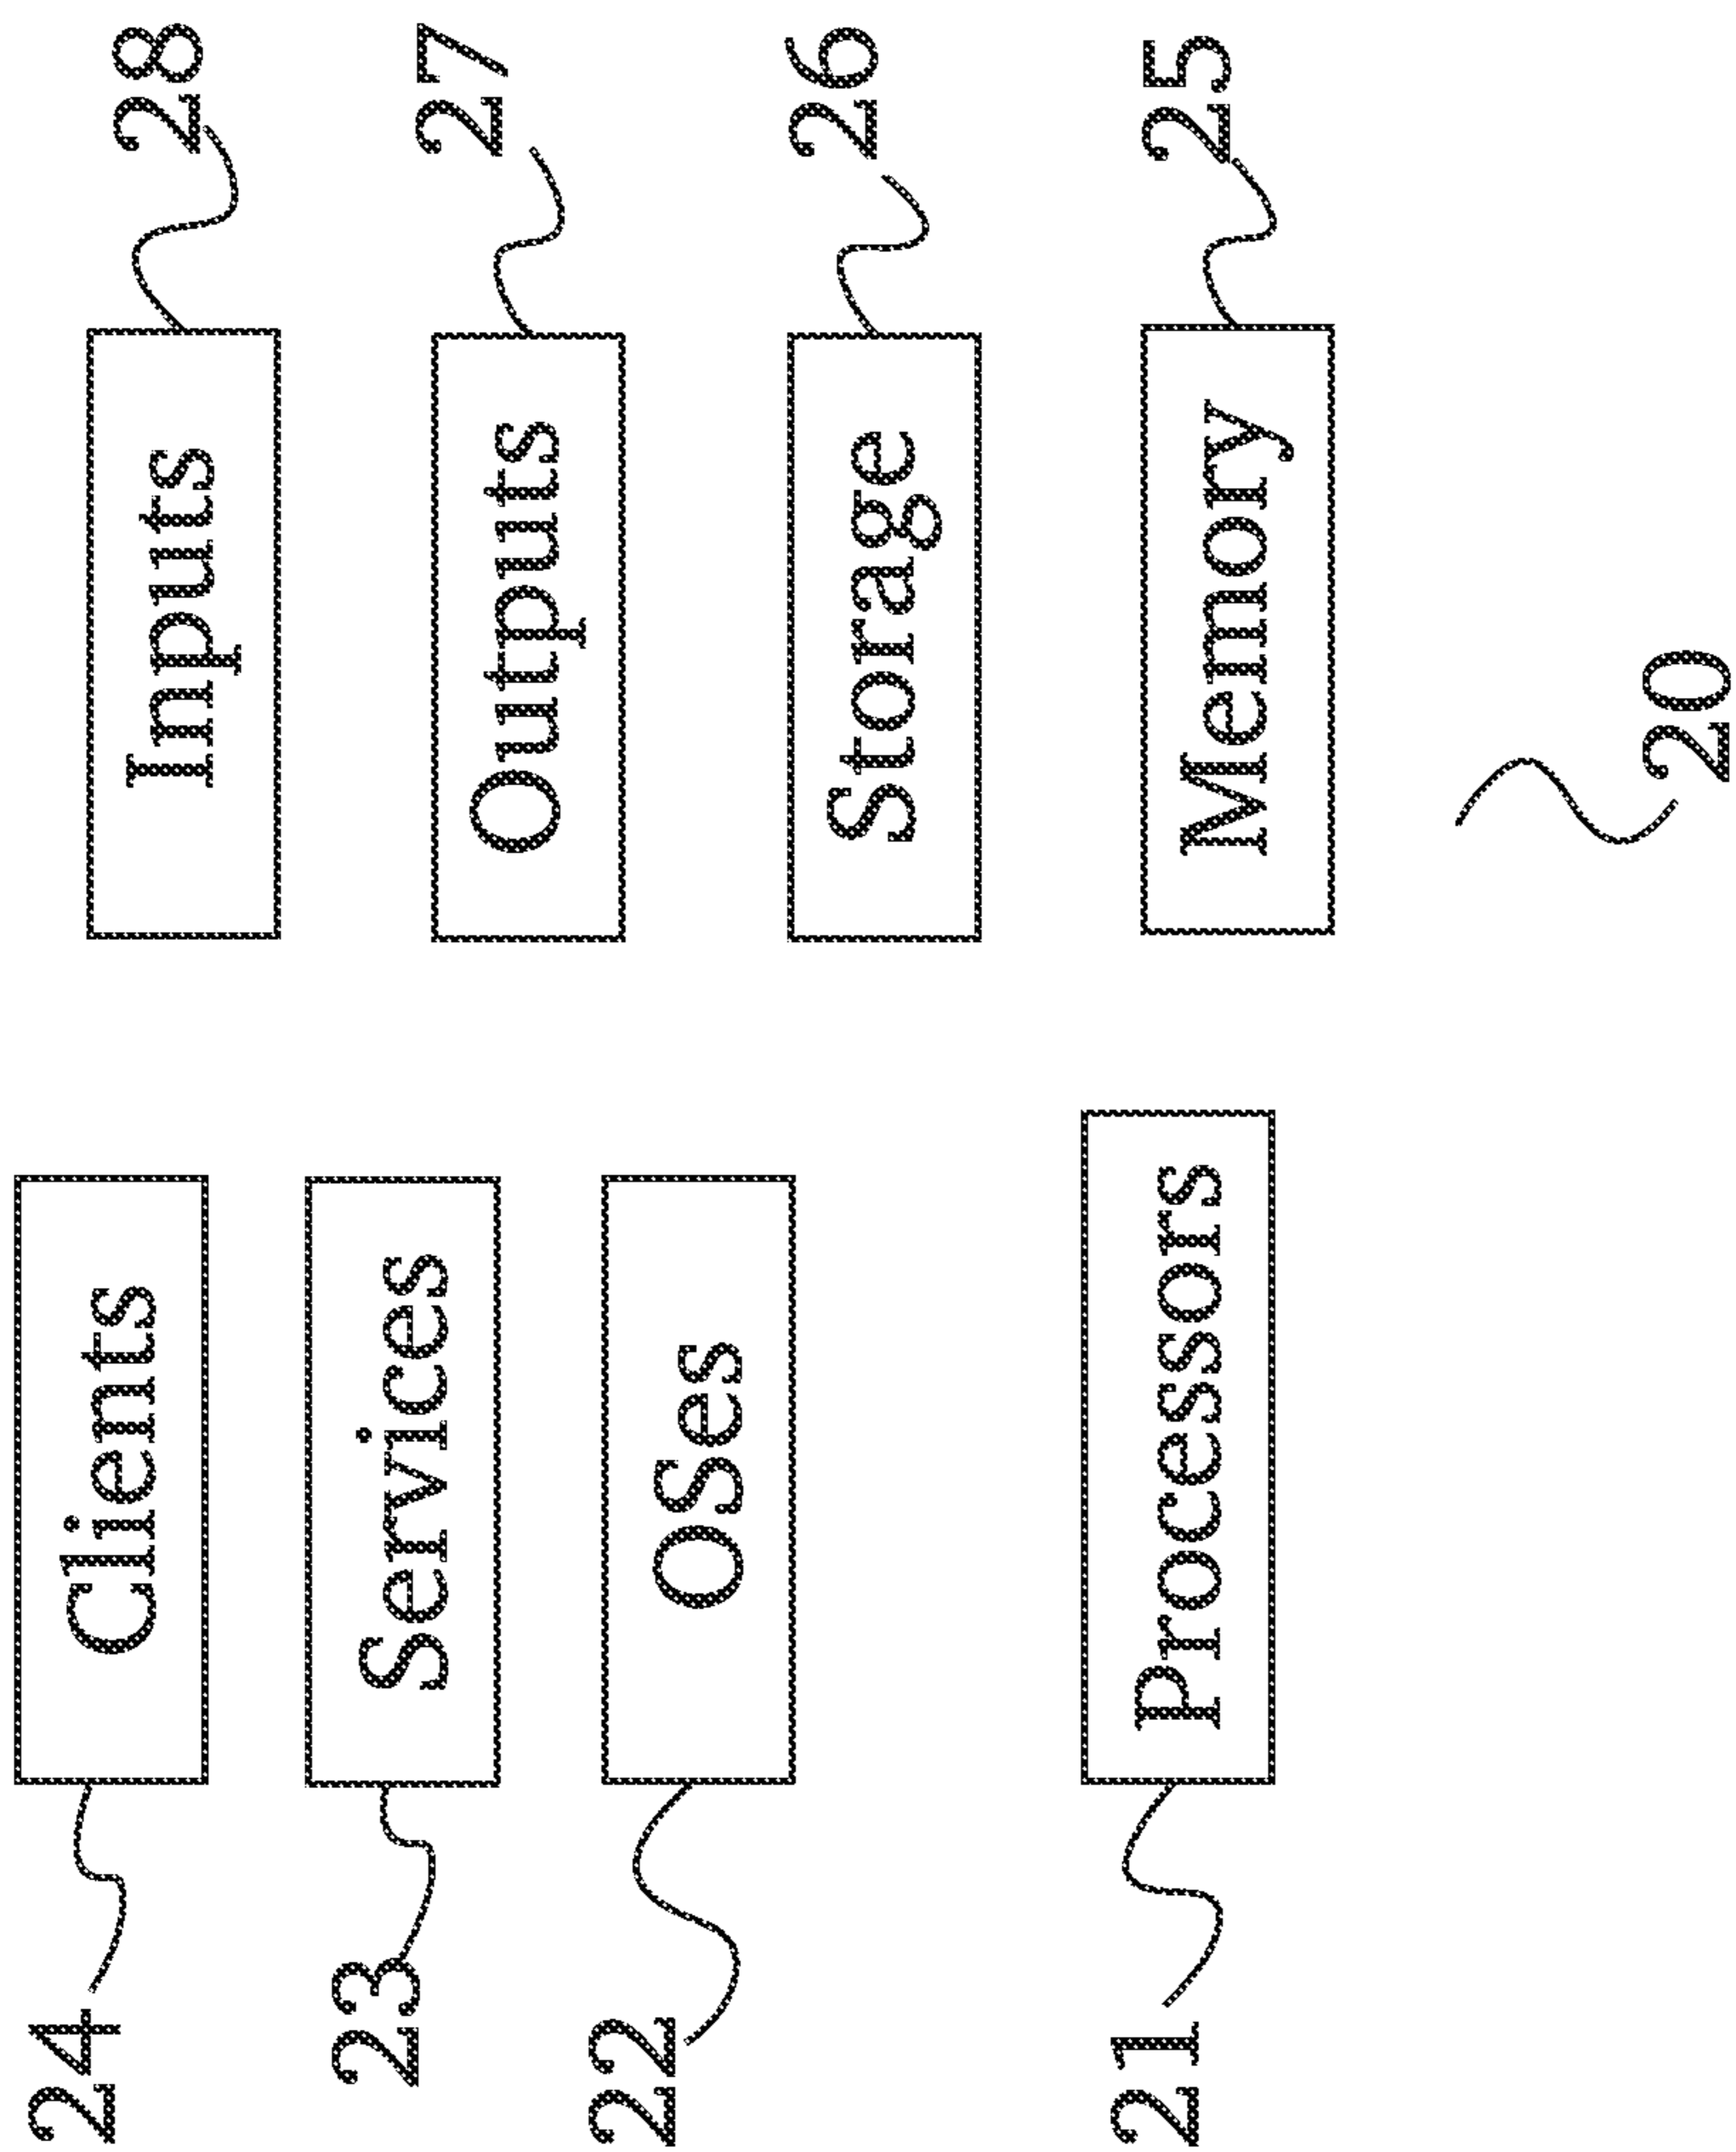 24
Clients
Inputs
28
23
Services
Outputs
27
22
OSes
Storage
26
21
Processors
Memory
25
20